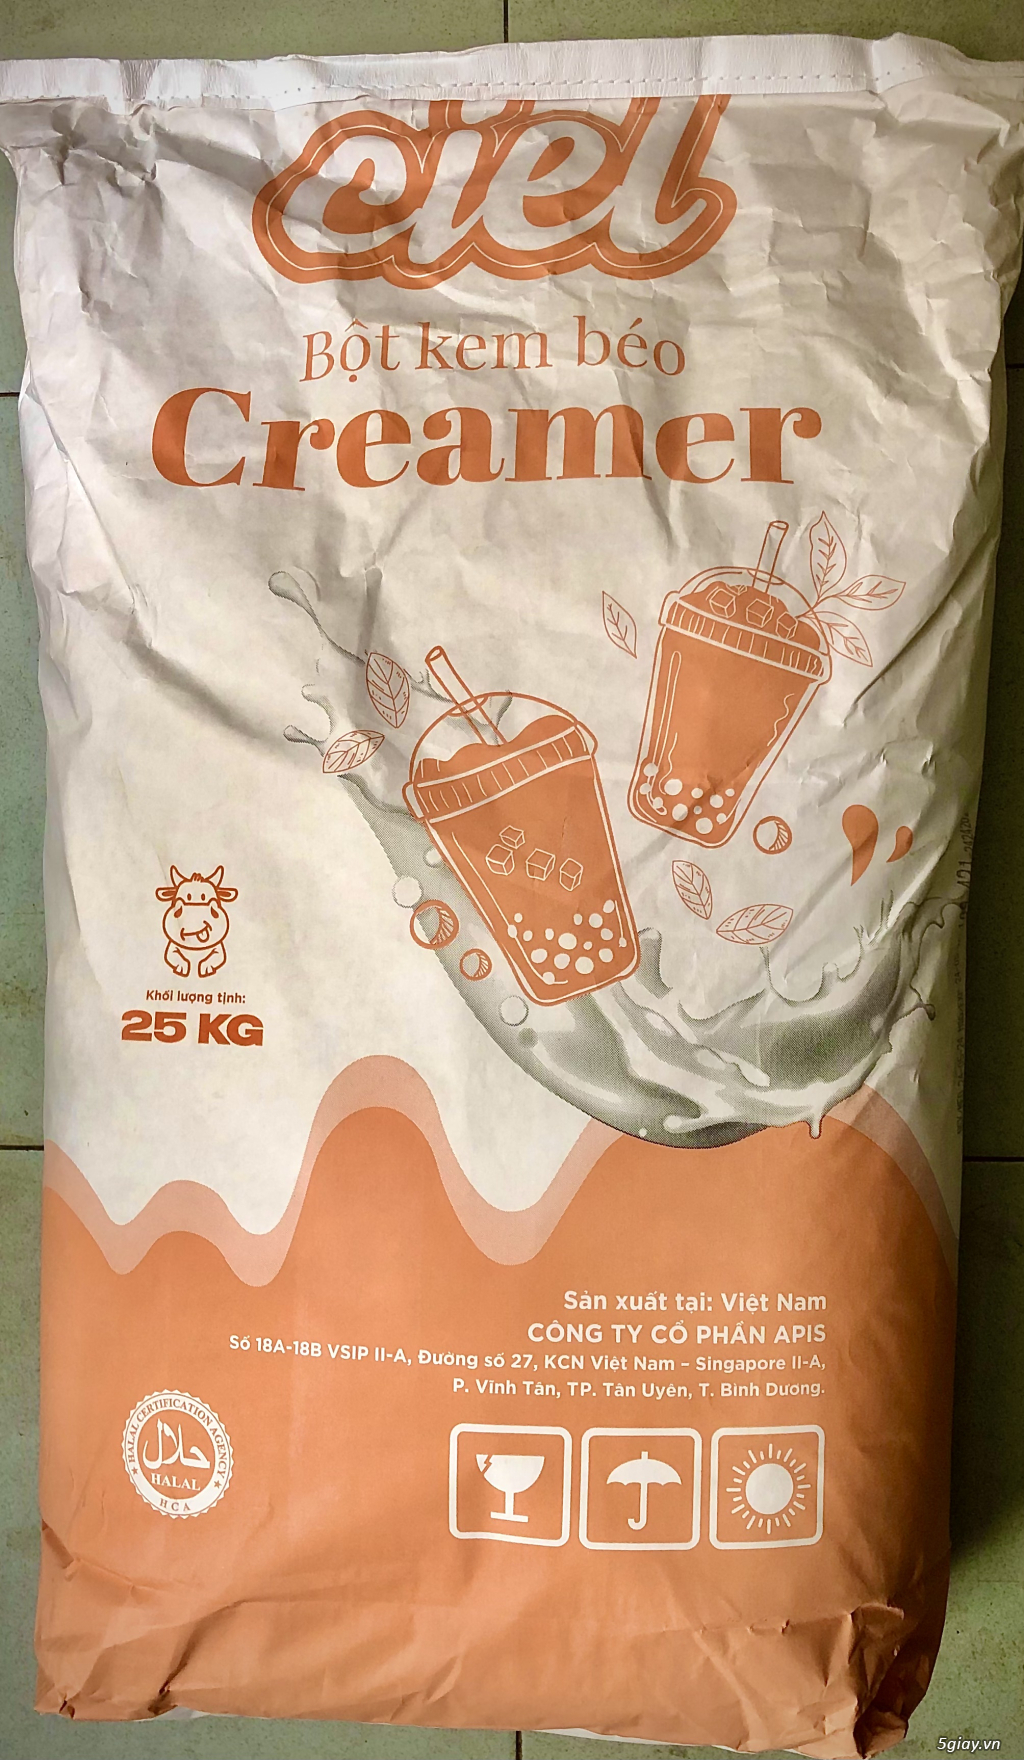 ciel
Bột kem béo
Creamer
Khối lượng tịnh:
25 KG
Sản xuất tại: Việt Nam
CÔNG TY CỔ PHẦN APIS
Số 18A-18B VSIP II-A, Đường số 27, KCN Việt Nam – Singapore II-A,
P. Vĩnh Tân, TP. Tân Uyên, T. Bình Dương.
HALAL CERTIFICATION AGENCY
حلال
HALAL
HCA
5giay.vn